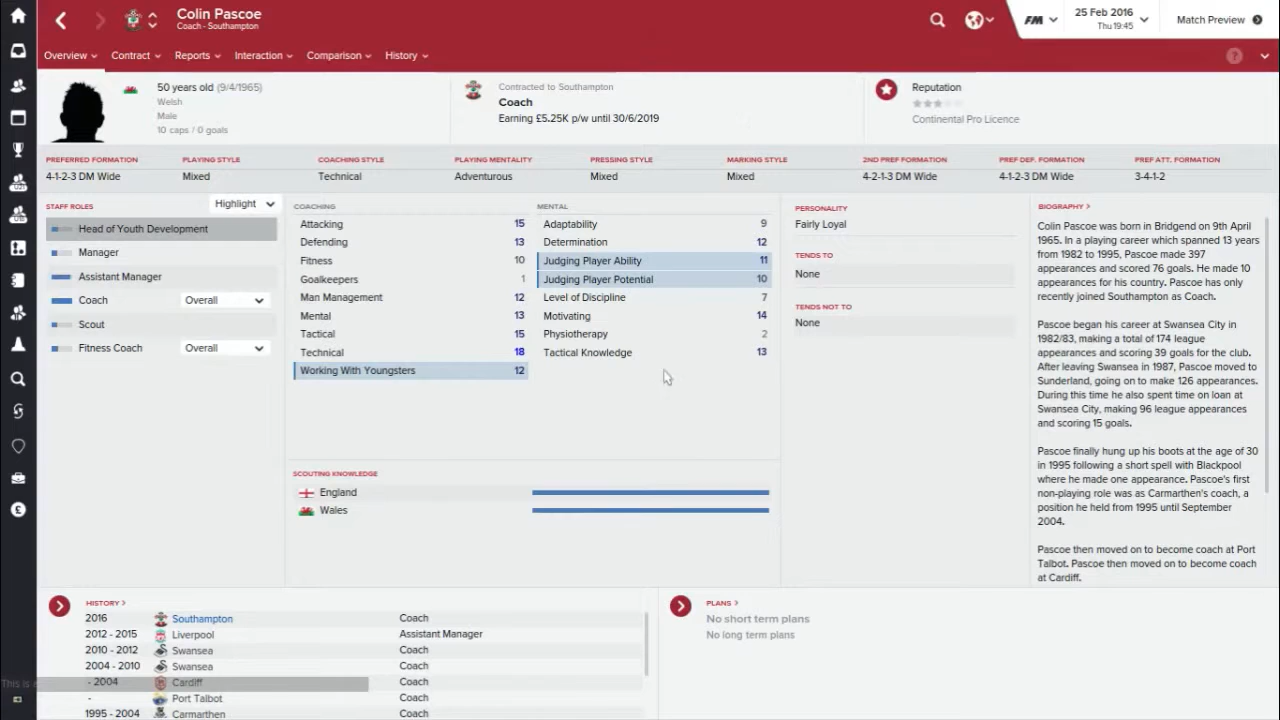 Colin Pascoe
Coach - Southampton
FM
25 Feb 2016
Thu 19:45
Match Preview
Overview
Contract
Reports
Interaction
Comparison
History
?
50 years old (9/4/1965)
Welsh
Male
10 caps / 0 goals
Contracted to Southampton
Coach
Earning £5.25K p/w until 30/6/2019
Reputation
Continental Pro Licence
PREFERRED FORMATION
4-1-2-3 DM Wide
PLAYING STYLE
Mixed
COACHING STYLE
Technical
PLAYING MENTALITY
Adventurous
PRESSING STYLE
Mixed
MARKING STYLE
Mixed
2ND PREF FORMATION
4-2-1-3 DM Wide
PREF DEF. FORMATION
4-1-2-3 DM Wide
PREF ATT. FORMATION
3-4-1-2
STAFF ROLES
Highlight
Head of Youth Development
Manager
Assistant Manager
Coach Overall
Scout
Fitness Coach Overall
COACHING
Attacking 15
Defending 13
Fitness 10
Goalkeepers 1
Man Management 12
Mental 13
Tactical 15
Technical 18
Working With Youngsters 12
MENTAL
Adaptability 9
Determination 12
Judging Player Ability 11
Judging Player Potential 10
Level of Discipline 7
Motivating 14
Physiotherapy 2
Tactical Knowledge 13
SCOUTING KNOWLEDGE
England
Wales
PERSONALITY
Fairly Loyal
TENDS TO
None
TENDS NOT TO
None
BIOGRAPHY >
Colin Pascoe was born in Bridgend on 9th April
1965. In a playing career which spanned 13 years
from 1982 to 1995, Pascoe made 397
appearances and scored 76 goals. He made 10
appearances for his country. Pascoe has only
recently joined Southampton as Coach.
Pascoe began his career at Swansea City in
1982/83, making a total of 174 league
appearances and scoring 39 goals for the club.
After leaving Swansea in 1987, Pascoe moved to
Sunderland, going on to make 126 appearances.
During this time he also spent time on loan at
Swansea City, making 96 league appearances
and scoring 15 goals.
Pascoe finally hung up his boots at the age of 30
in 1995 following a short spell with Blackpool
where he made one appearance. Pascoe's first
non-playing role was as Carmarthen's coach, a
position he held from 1995 until September
2004.
Pascoe then moved on to become coach at Port
Talbot. Pascoe then moved on to become coach
at Cardiff.
HISTORY >
2016 Southampton Coach
2012 - 2015 Liverpool Assistant Manager
2010 - 2012 Swansea Coach
2004 - 2010 Swansea Coach
- 2004 Cardiff Coach
- Port Talbot Coach
1995 - 2004 Carmarthen Coach
PLANS >
No short term plans
No long term plans
This is a